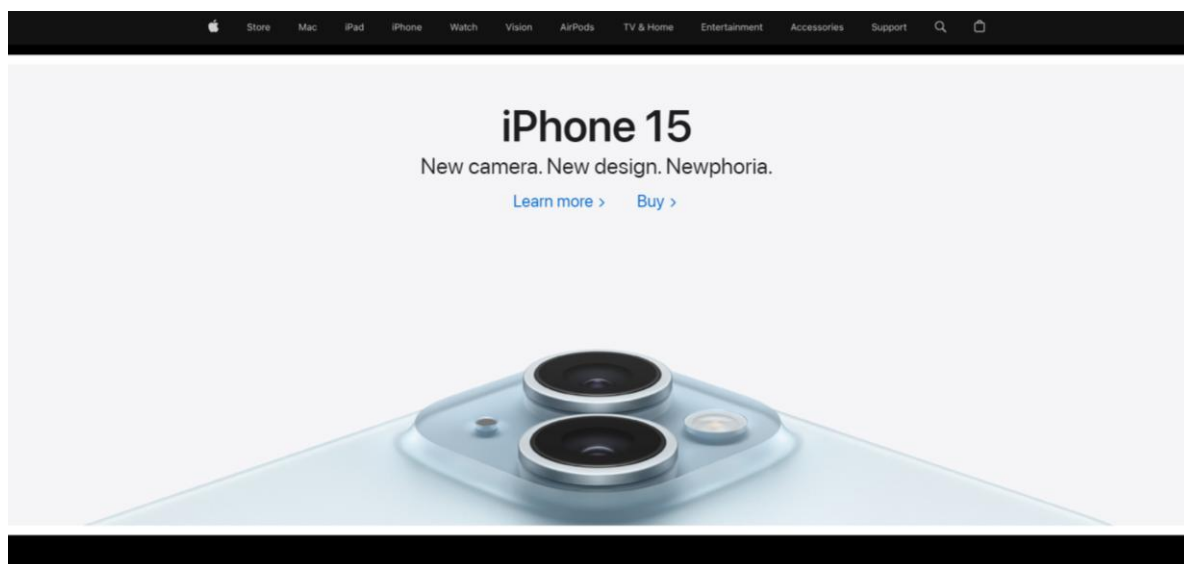 Store Mac iPad iPhone Watch Vision AirPods TV & Home Entertainment Accessories Support
iPhone 15
New camera. New design. Newphoria.
Learn more > Buy >